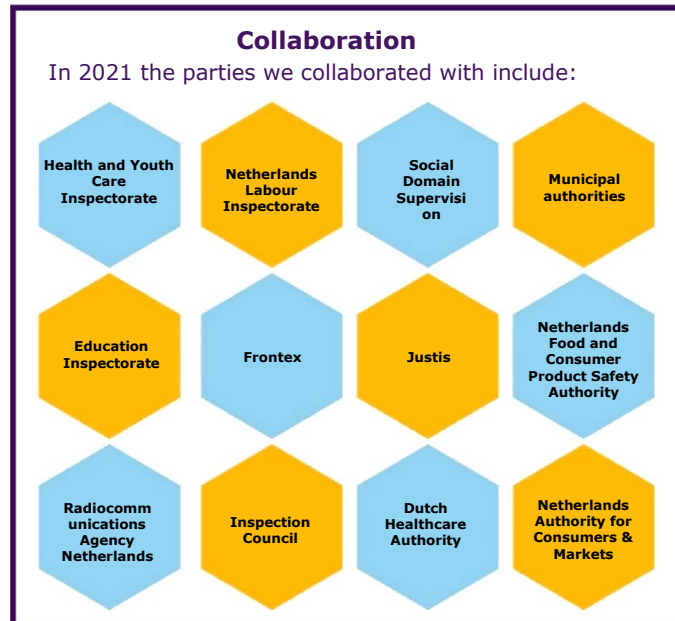 Collaboration
In 2021 the parties we collaborated with include:
Health and Youth
Care
Inspectorate
Netherlands
Labour
Inspectorate
Social
Domain
Supervisi
on
Municipal
authorities
Education
Inspectorate
Frontex
Justis
Netherlands
Food and
Consumer
Product Safety
Authority
Radiocomm
unications
Agency
Netherlands
Inspection
Council
Dutch
Healthcare
Authority
Netherlands
Authority for
Consumers &
Markets